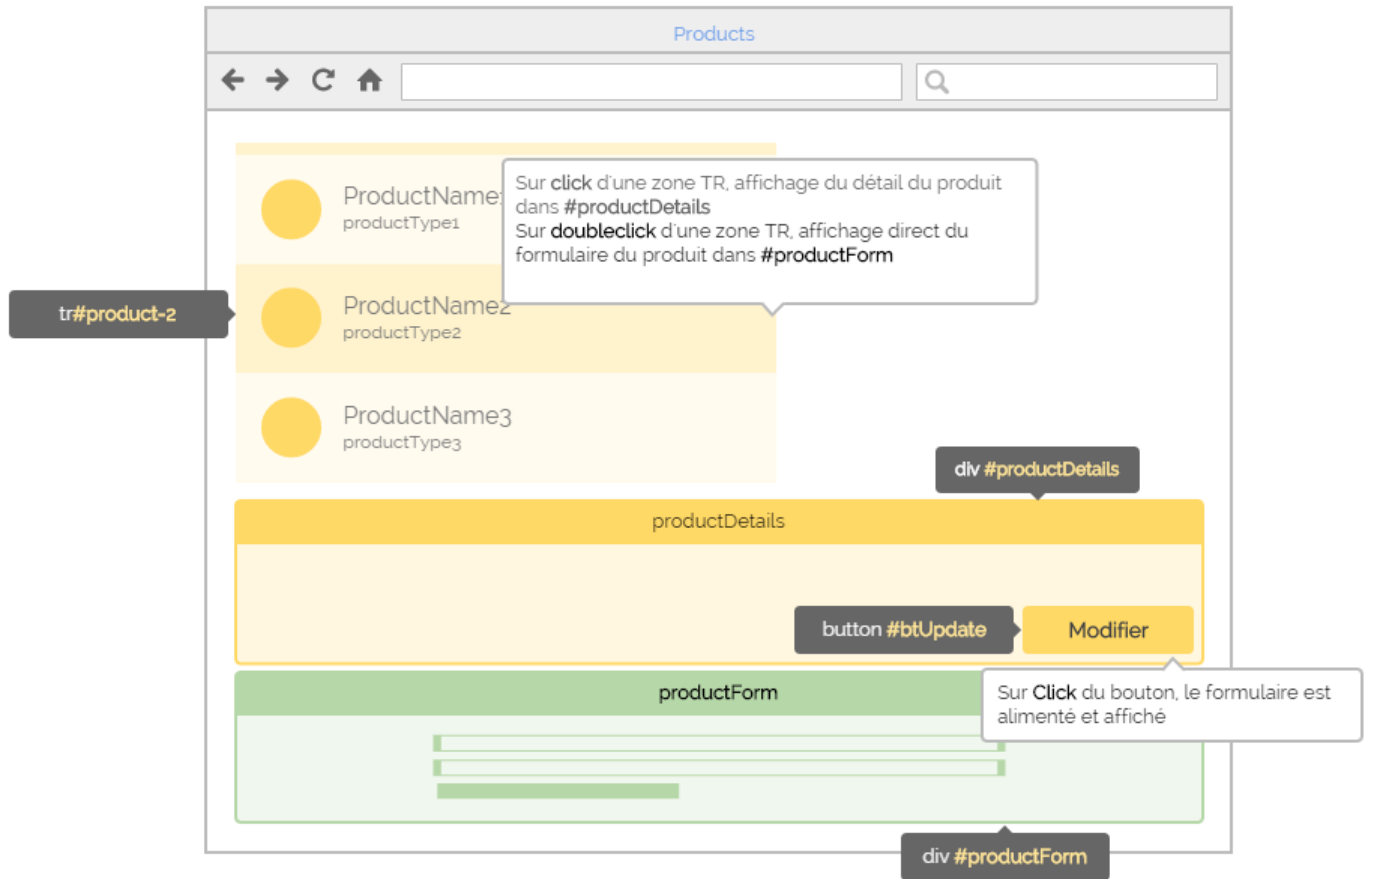 Products
ProductName1
productType1
Sur click d'une zone TR, affichage du détail du produit
dans #productDetails
Sur doubleclick d'une zone TR, affichage direct du
formulaire du produit dans #productForm
tr#product-2
ProductName2
productType2
ProductName3
productType3
div #productDetails
productDetails
button #btUpdate
Modifier
productForm
Sur Click du bouton, le formulaire est
alimenté et affiché
div #productForm